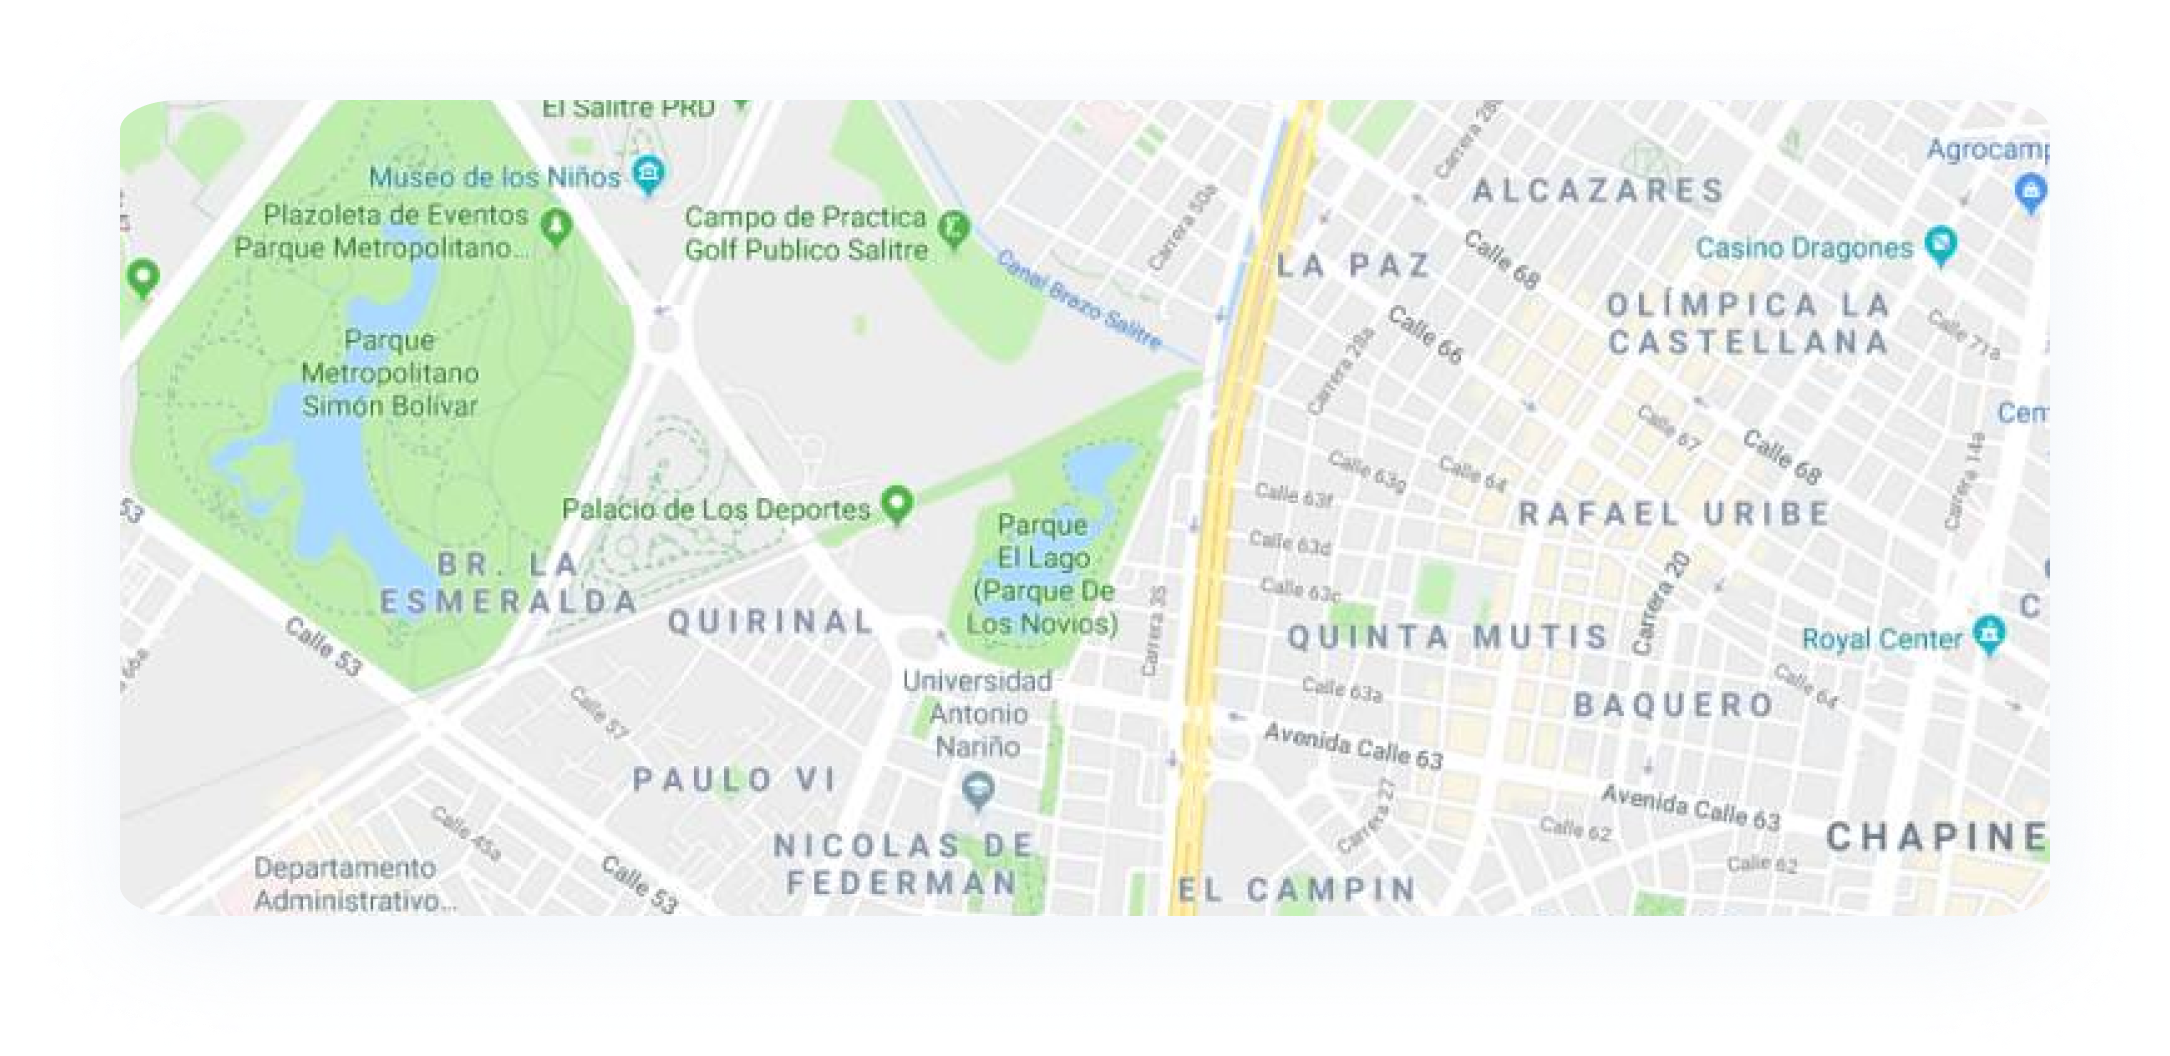 El Salitre PRD
Museo de los Niños
Plazoleta de Eventos
Parque Metropolitano...
Campo de Practica
Golf Publico Salitre
Canal Brazo Salitre
Carrera 50a
ALCAZARES
Agrocamp
LA PAZ
Calle 68
Casino Dragones
OLÍMPICA LA
CASTELLANA
Calle 66
Carrera 28a
Calle 71a
Parque
Metropolitano
Simón Bolívar
Calle 67
Calle 68
Carrera 14a
Cen
53
Palacio de Los Deportes
Parque
El Lago
(Parque De
Los Novios)
Calle 63g
Calle 64
Calle 63f
Calle 63d
Calle 63c
RAFAEL URIBE
BR. LA
ESMERALDA
QUIRINAL
Carrera 35
QUINTA MUTIS
Carrera 20
Royal Center
C
Calle 53
66a
Calle 57
Universidad
Antonio
Nariño
Calle 63a
BAQUERO
Calle 64
Avenida Calle 63
PAULO VI
Avenida Calle 63
Carrera 27
Calle 62
Calle 45a
NICOLAS DE
FEDERMAN
CHAPINE
Calle 62
Departamento
Administrativo...
Calle 53
EL CAMPIN